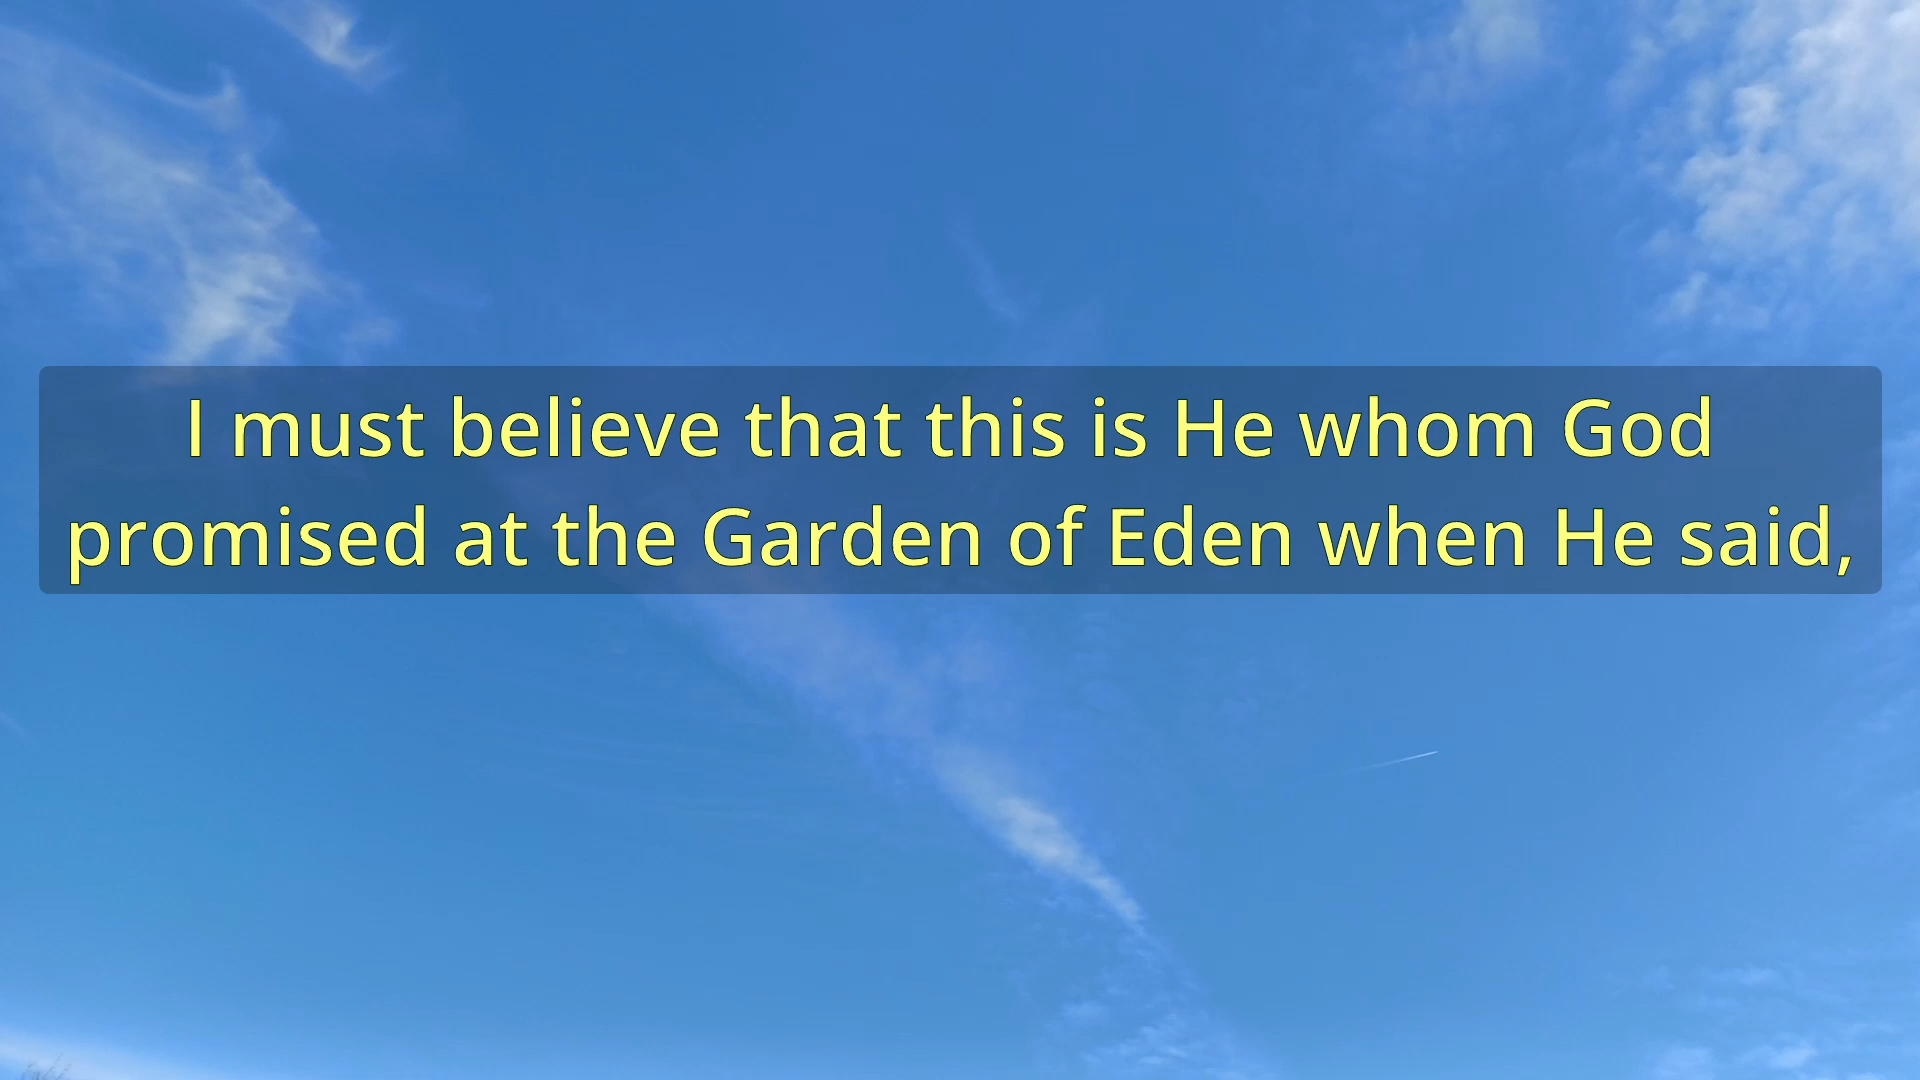 I must believe that this is He whom God
promised at the Garden of Eden when He said,